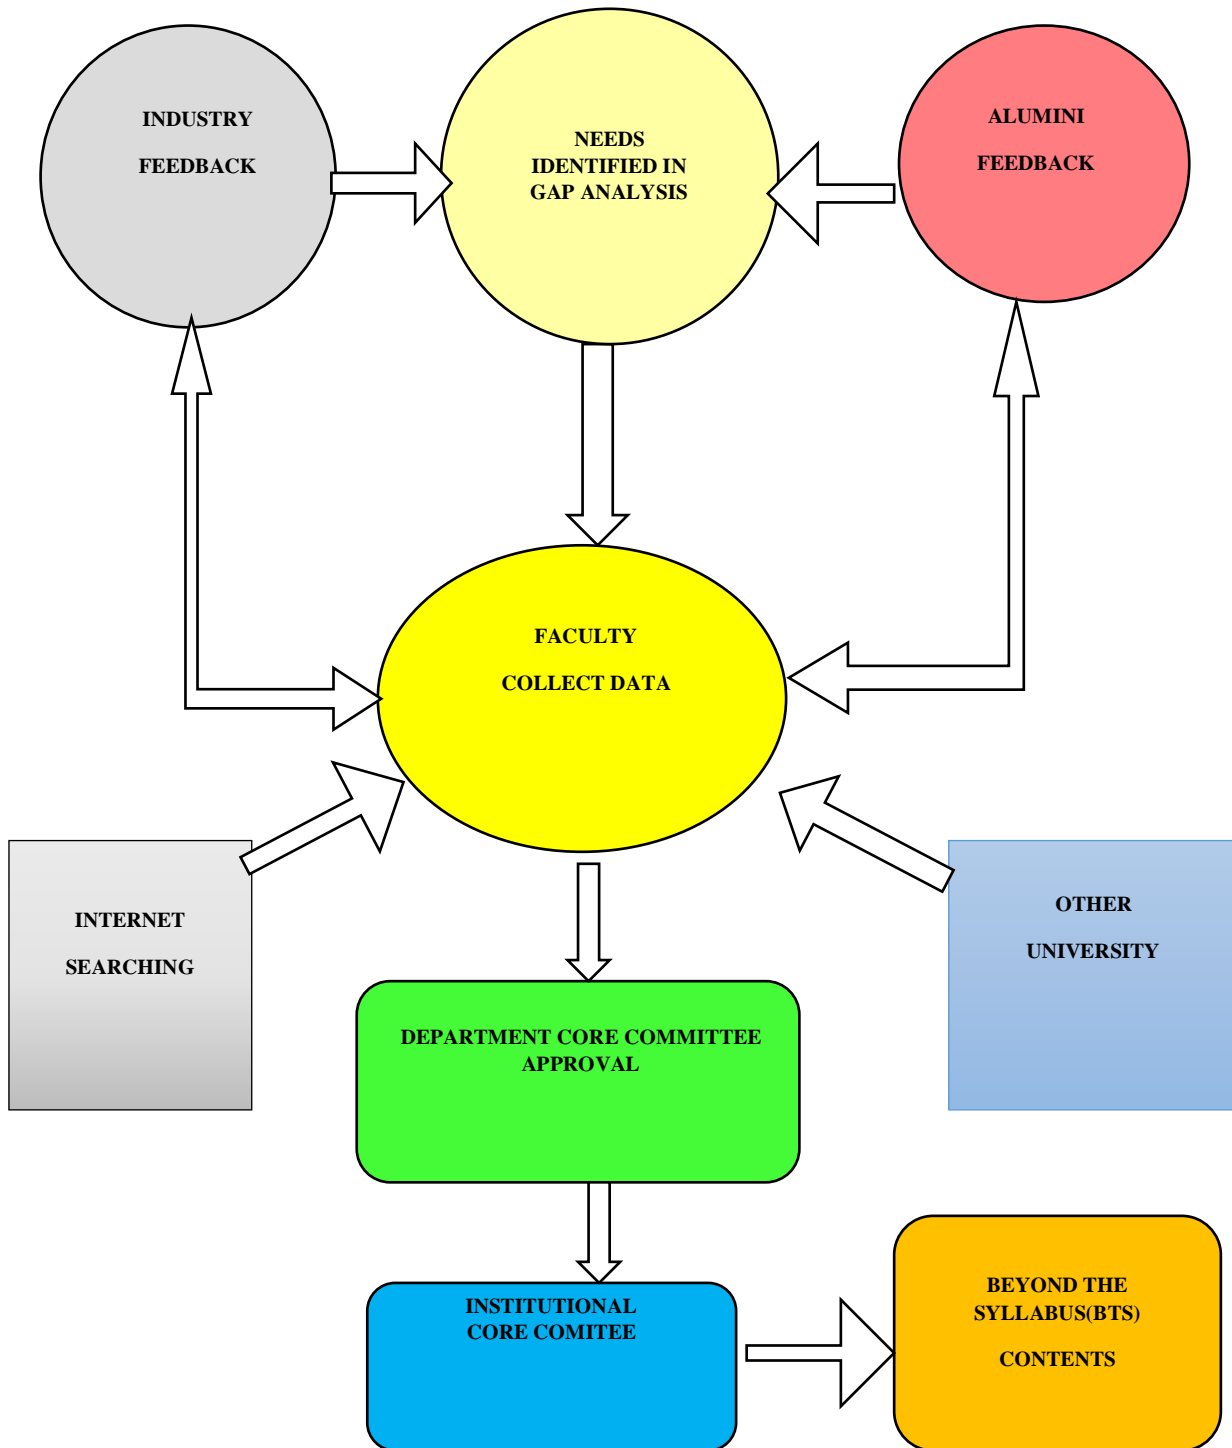 INDUSTRY
FEEDBACK
NEEDS
IDENTIFIED IN
GAP ANALYSIS
ALUMINI
FEEDBACK
FACULTY
COLLECT DATA
INTERNET
SEARCHING
OTHER
UNIVERSITY
DEPARTMENT CORE COMMITTEE
APPROVAL
INSTITUTIONAL
CORE COMITEE
BEYOND THE
SYLLABUS(BTS)
CONTENTS